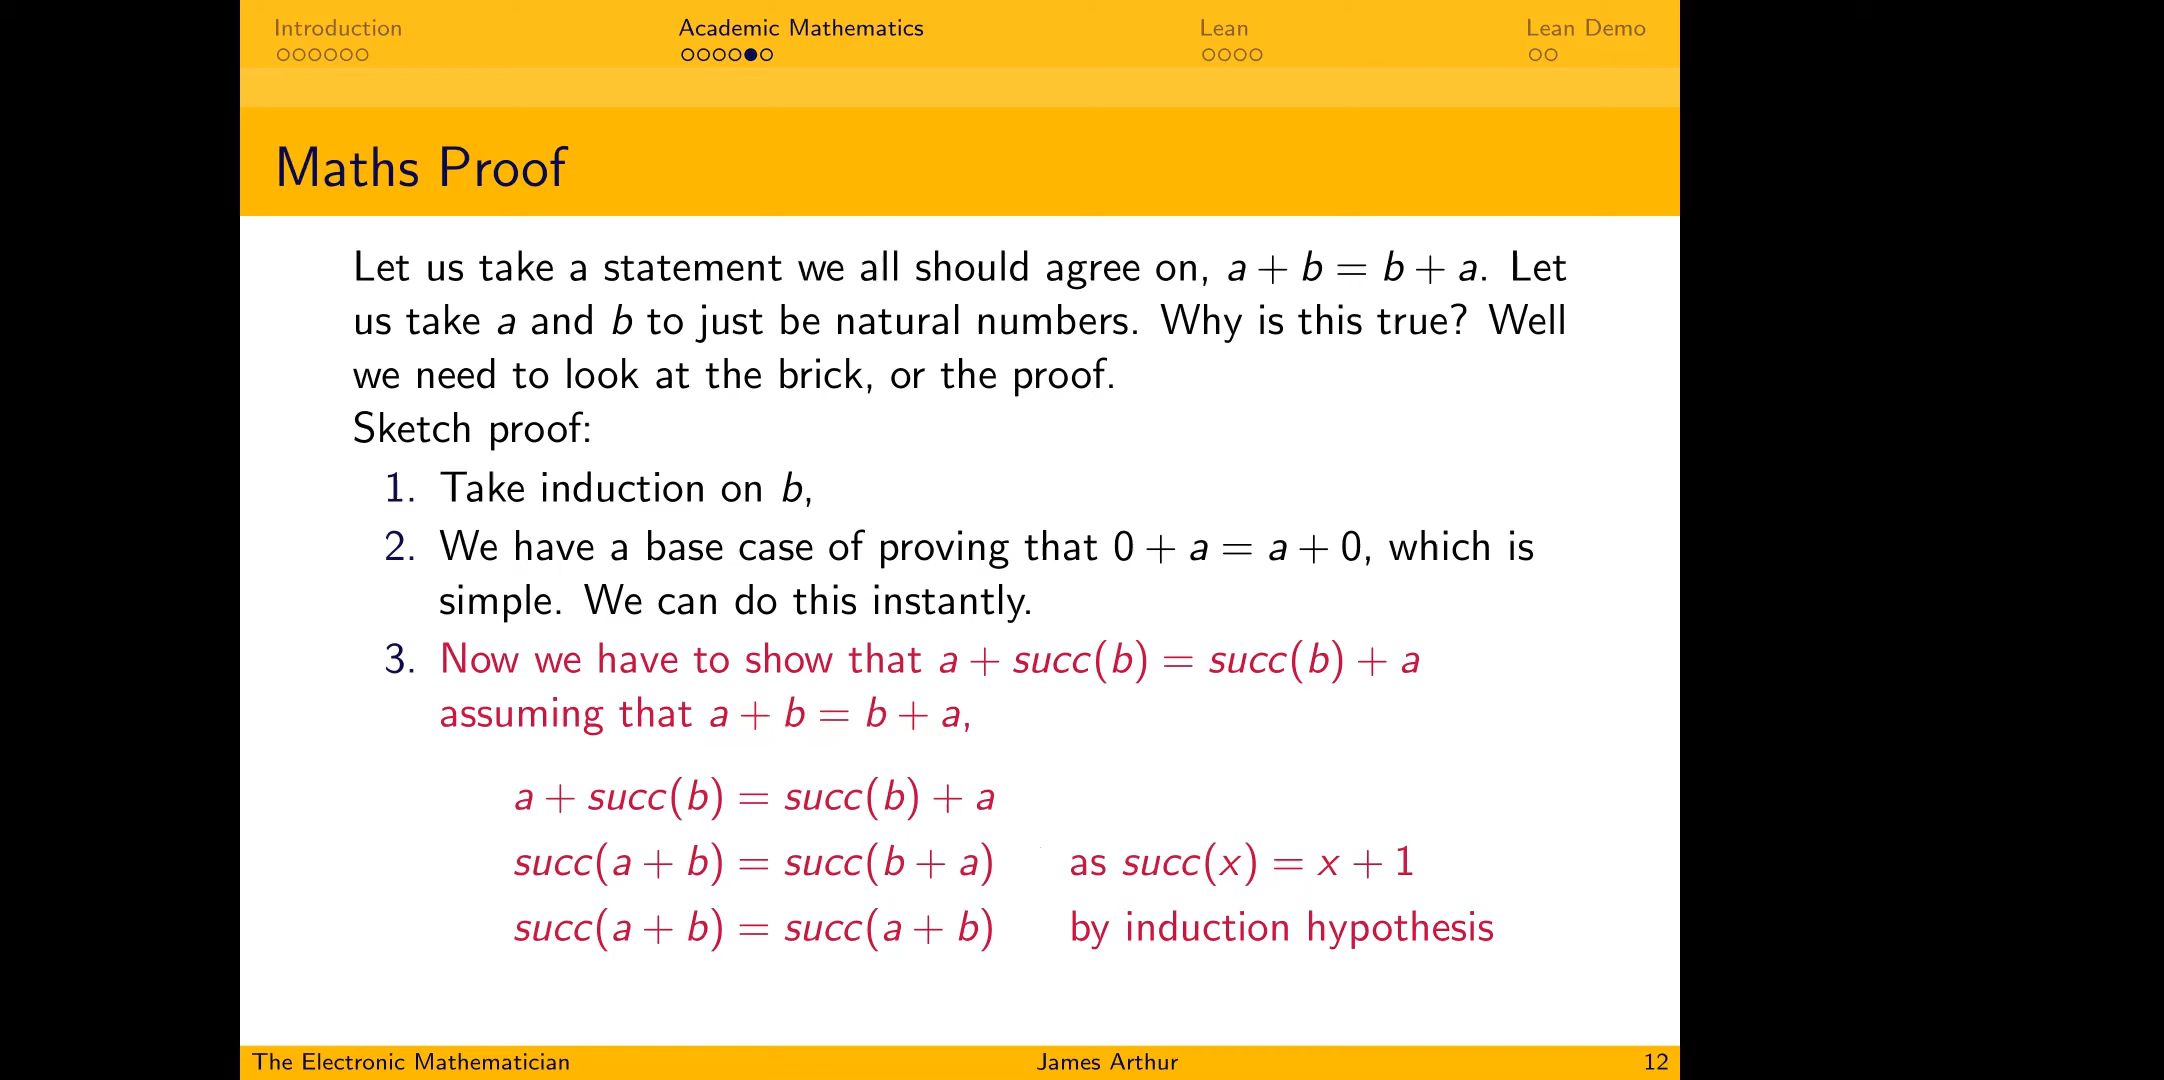 Introduction Academic Mathematics Lean Lean Demo
Maths Proof
Let us take a statement we all should agree on, a + b = b + a. Let
us take a and b to just be natural numbers. Why is this true? Well
we need to look at the brick, or the proof.
Sketch proof:
1. Take induction on b,
2. We have a base case of proving that 0 + a = a + 0, which is
simple. We can do this instantly.
3. Now we have to show that a + succ(b) = succ(b) + a
assuming that a + b = b + a,
a + succ(b) = succ(b) + a
succ(a + b) = succ(b + a) as succ(x) = x + 1
succ(a + b) = succ(a + b) by induction hypothesis
The Electronic Mathematician James Arthur 12